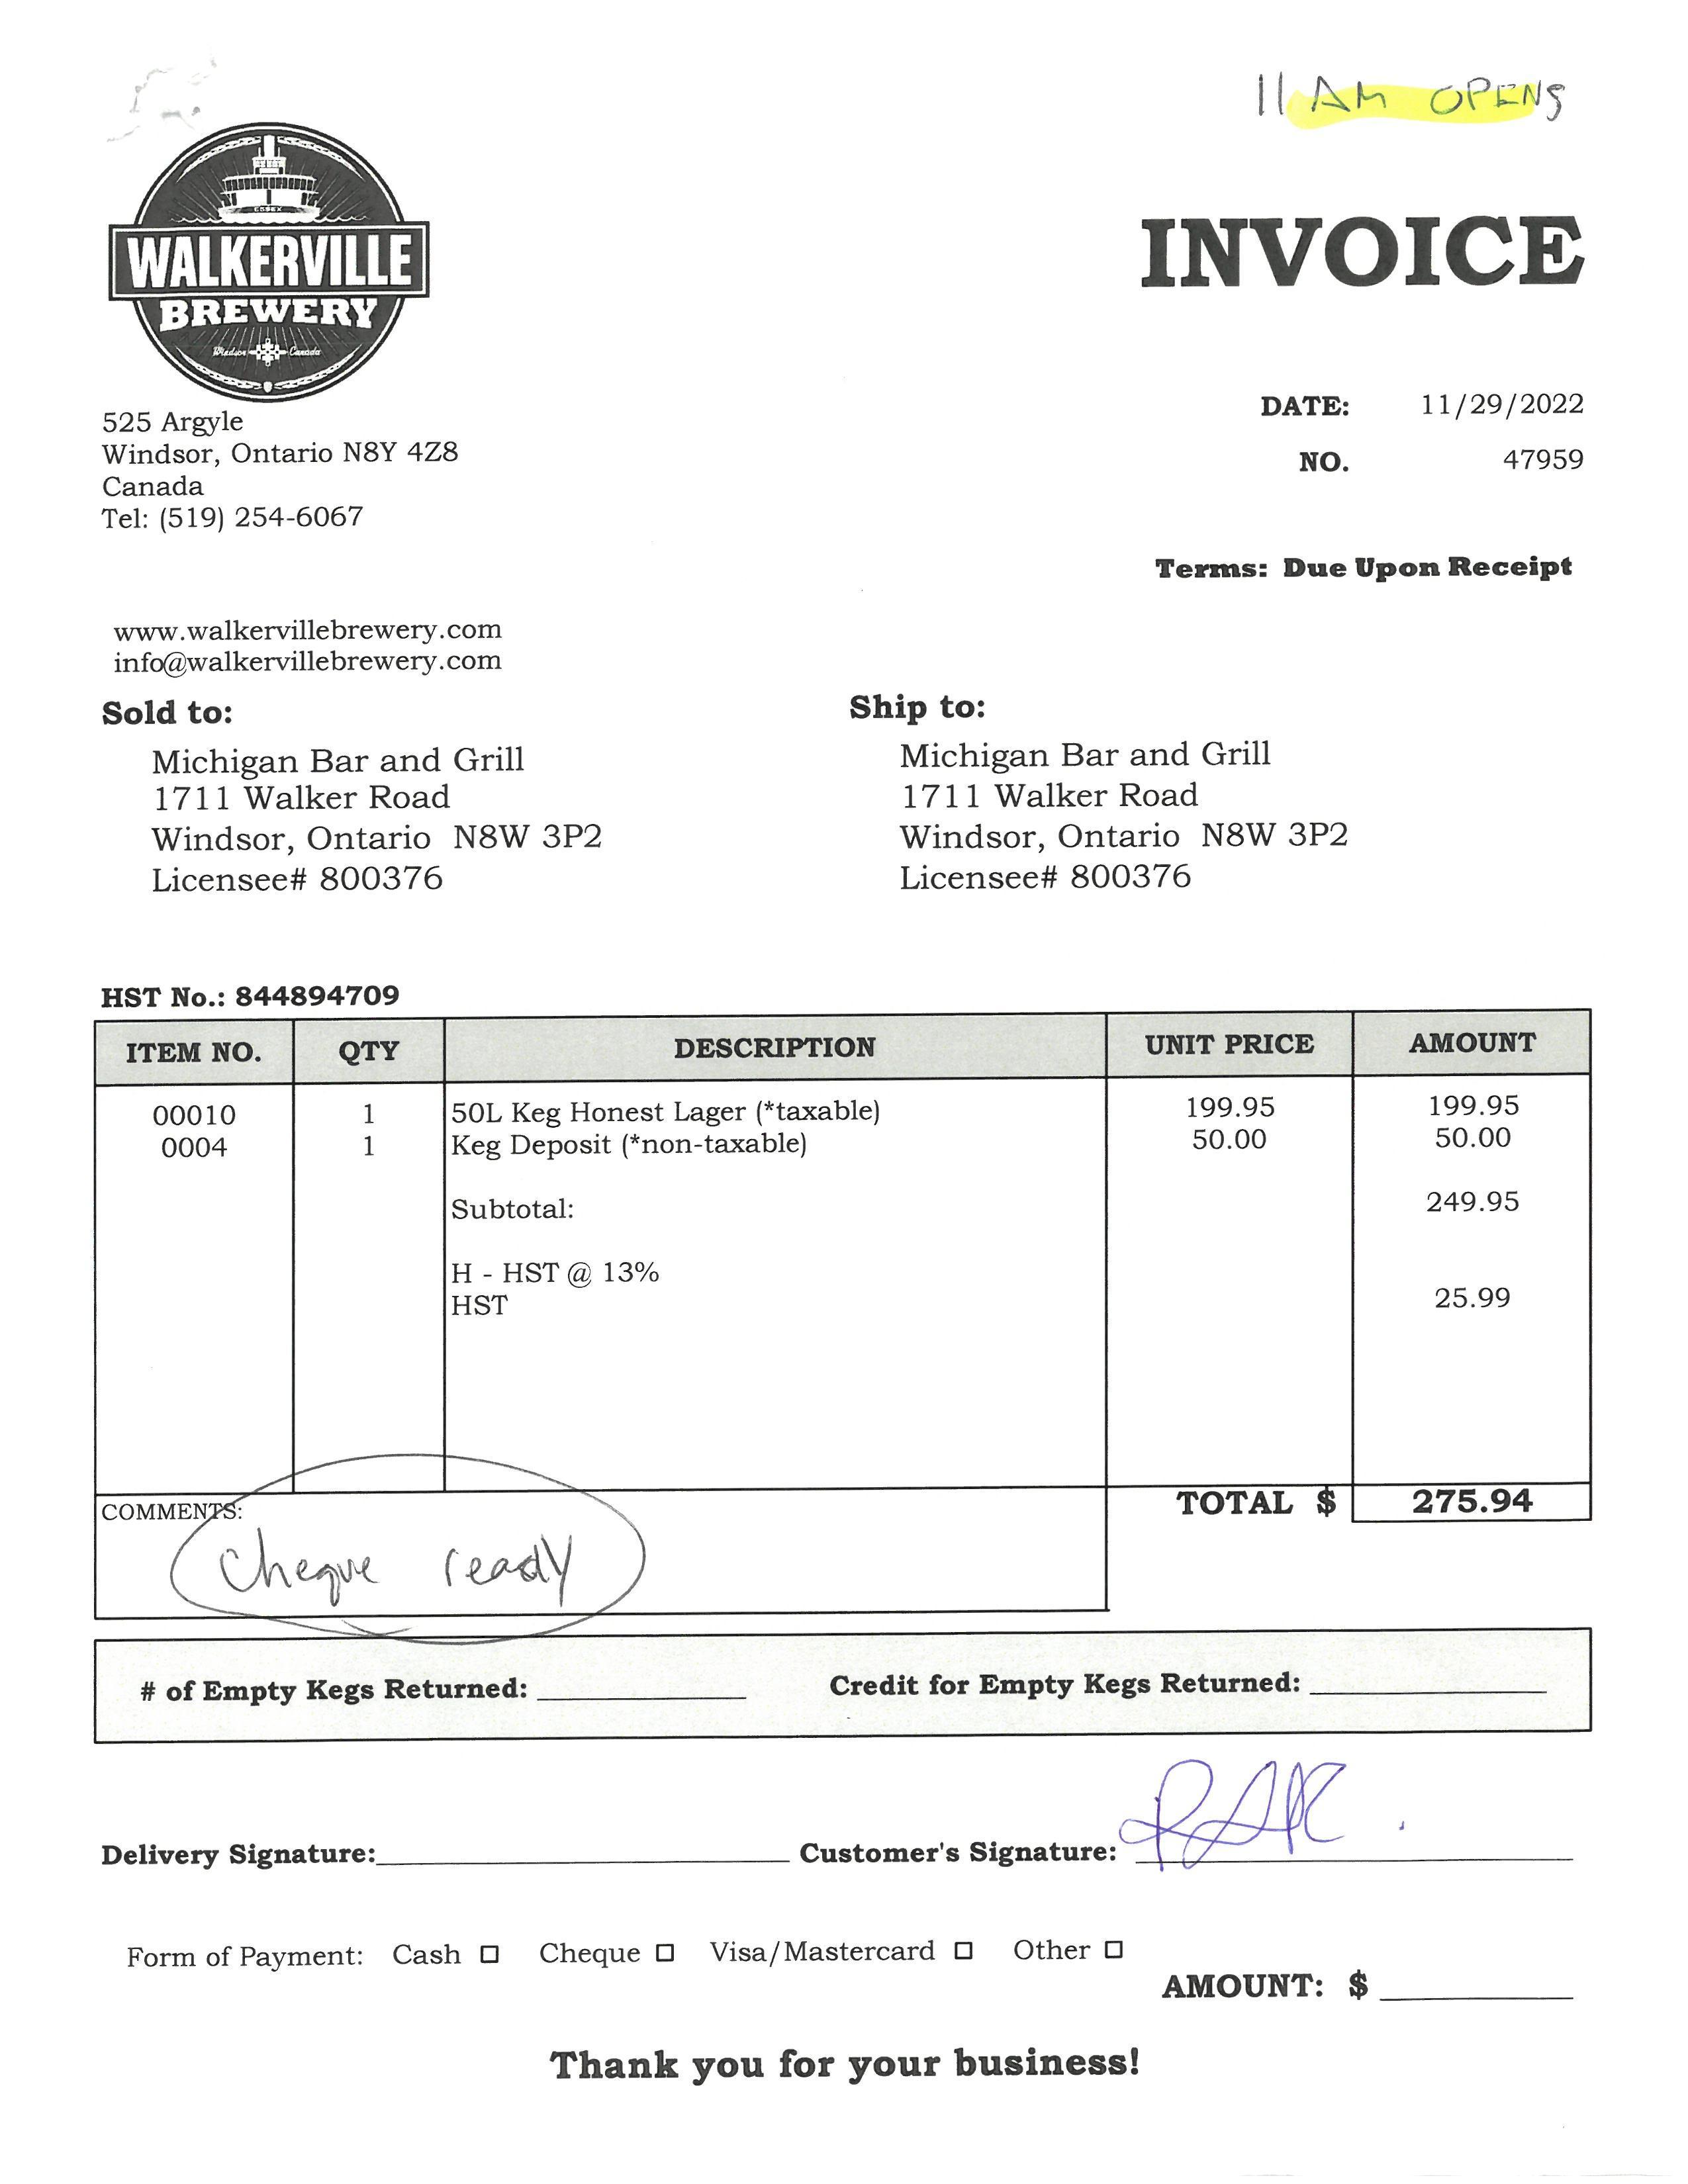 11 AM OPENS
ESSEX
WALKERVILLE
BREWERY
Windsor Canada
INVOICE
525 Argyle
Windsor, Ontario N8Y 4Z8
Canada
Tel: (519) 254-6067
DATE: 11/29/2022
NO. 47959
Terms: Due Upon Receipt
www.walkervillebrewery.com
info@walkervillebrewery.com
Sold to:
Michigan Bar and Grill
1711 Walker Road
Windsor, Ontario N8W 3P2
Licensee# 800376
Ship to:
Michigan Bar and Grill
1711 Walker Road
Windsor, Ontario N8W 3P2
Licensee# 800376
HST No.: 844894709
ITEM NO. QTY DESCRIPTION UNIT PRICE AMOUNT
00010 1 50L Keg Honest Lager (*taxable) 199.95 199.95
0004 1 Keg Deposit (*non-taxable) 50.00 50.00
Subtotal: 249.95
H - HST @ 13%
HST 25.99
TOTAL $ 275.94
COMMENTS:
Cheque ready
# of Empty Kegs Returned: Credit for Empty Kegs Returned:
Delivery Signature: Customer's Signature:
Form of Payment: Cash Cheque Visa/Mastercard Other
AMOUNT: $
Thank you for your business!